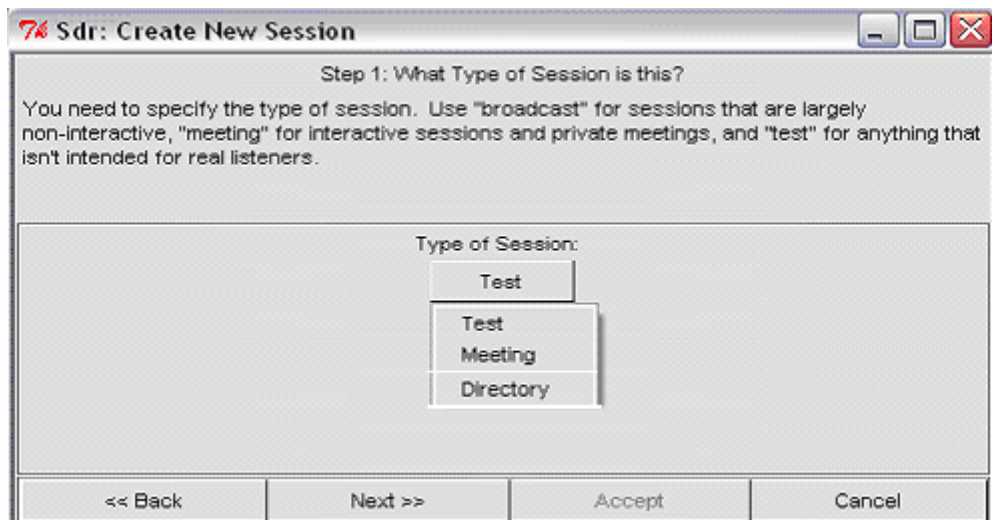 Sdr: Create New Session
Step 1: What Type of Session is this?
You need to specify the type of session. Use "broadcast" for sessions that are largely
non-interactive, "meeting" for interactive sessions and private meetings, and "test" for anything that
isn't intended for real listeners.
Type of Session:
Test
Test
Meeting
Directory
<< Back
Next >>
Accept
Cancel